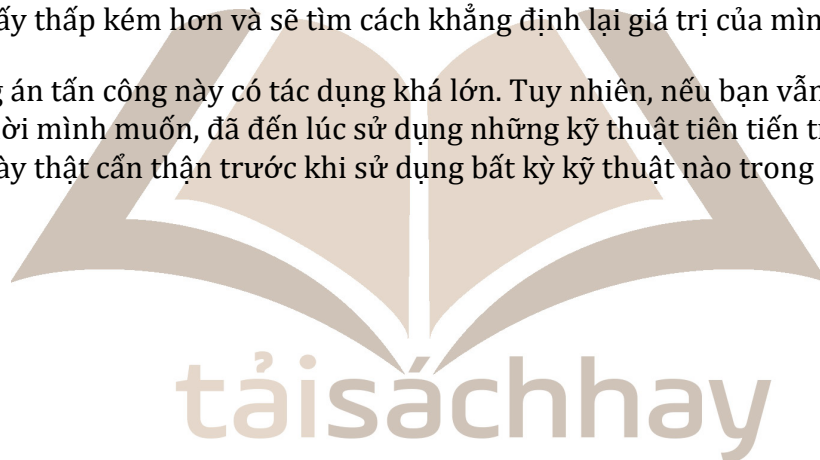 ấy thấp kém hơn và sẽ tìm cách khẳng định lại giá trị của mìn
g án tấn công này có tác dụng khá lớn. Tuy nhiên, nếu bạn vẫn
ời mình muốn, đã đến lúc sử dụng những kỹ thuật tiên tiến t
ày thật cẩn thận trước khi sử dụng bất kỳ kỹ thuật nào trong
tảisáchhay